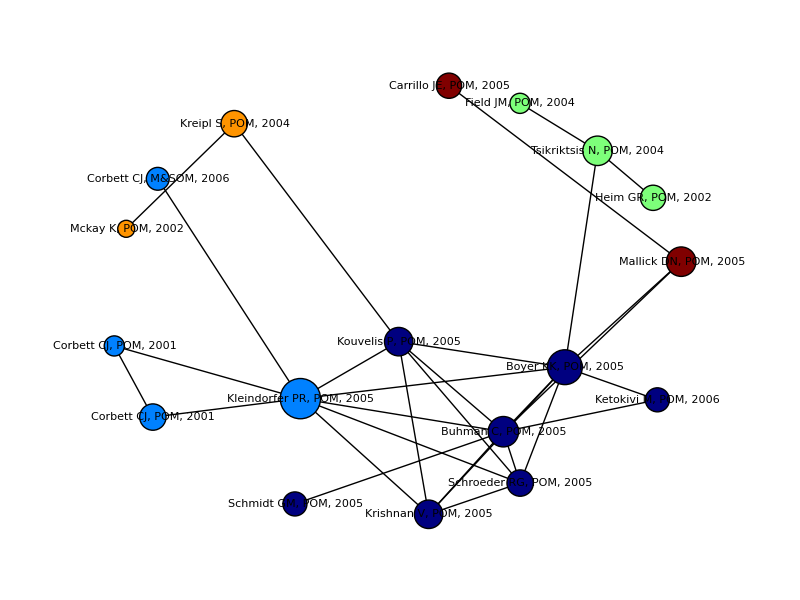 Carrillo JE, POM, 2005
Field JM, POM, 2004
Kreipl S, POM, 2004
Tsikriktsis N, POM, 2004
Corbett CJ, M&SOM, 2006
Heim GR, POM, 2002
Mckay K, POM, 2002
Mallick DN, POM, 2005
Kouvelis P, POM, 2005
Corbett CJ, POM, 2001
Boyer KK, POM, 2005
Kleindorfer PR, POM, 2005
Ketokivi M, POM, 2006
Corbett CJ, POM, 2001
Buhman C, POM, 2005
Schroeder RG, POM, 2005
Schmidt GM, POM, 2005
Krishnan V, POM, 2005